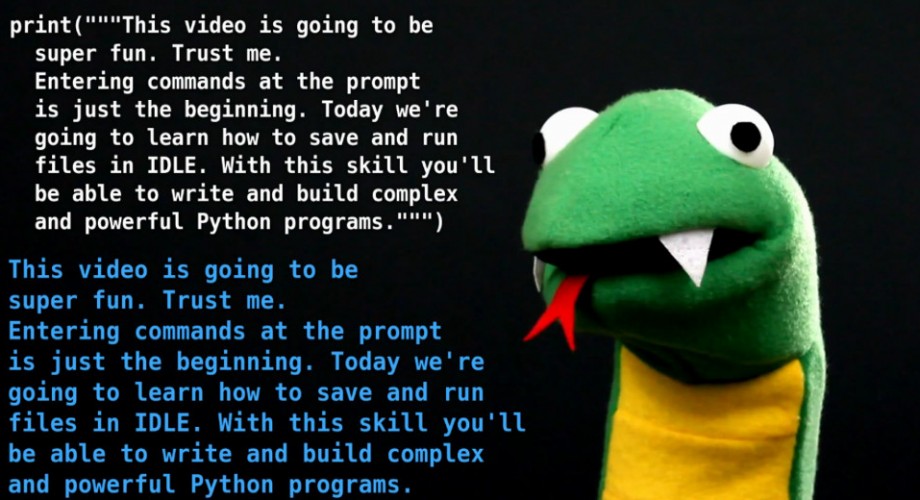 print("""This video is going to be
super fun. Trust me.
Entering commands at the prompt
is just the beginning. Today we're
going to learn how to save and run
files in IDLE. With this skill you'll
be able to write and build complex
and powerful Python programs.""")
This video is going to be
super fun. Trust me.
Entering commands at the prompt
is just the beginning. Today we're
going to learn how to save and run
files in IDLE. With this skill you'll
be able to write and build complex
and powerful Python programs.